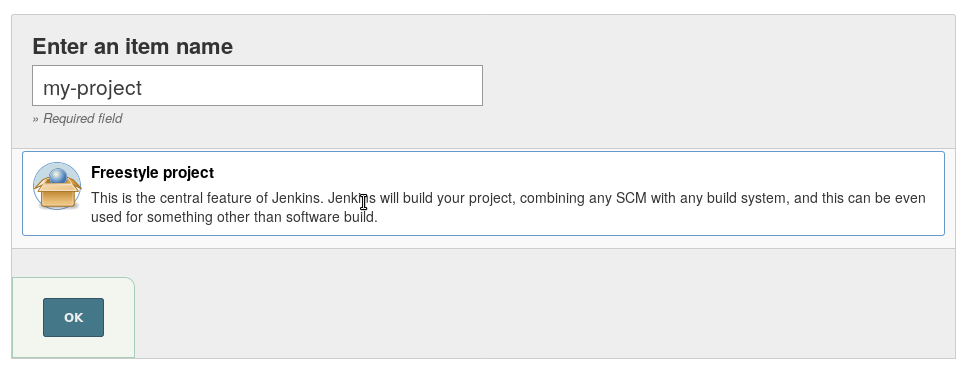 Enter an item name
my-project
» Required field
Freestyle project
This is the central feature of Jenkins. Jenkins will build your project, combining any SCM with any build system, and this can be even
used for something other than software build.
OK